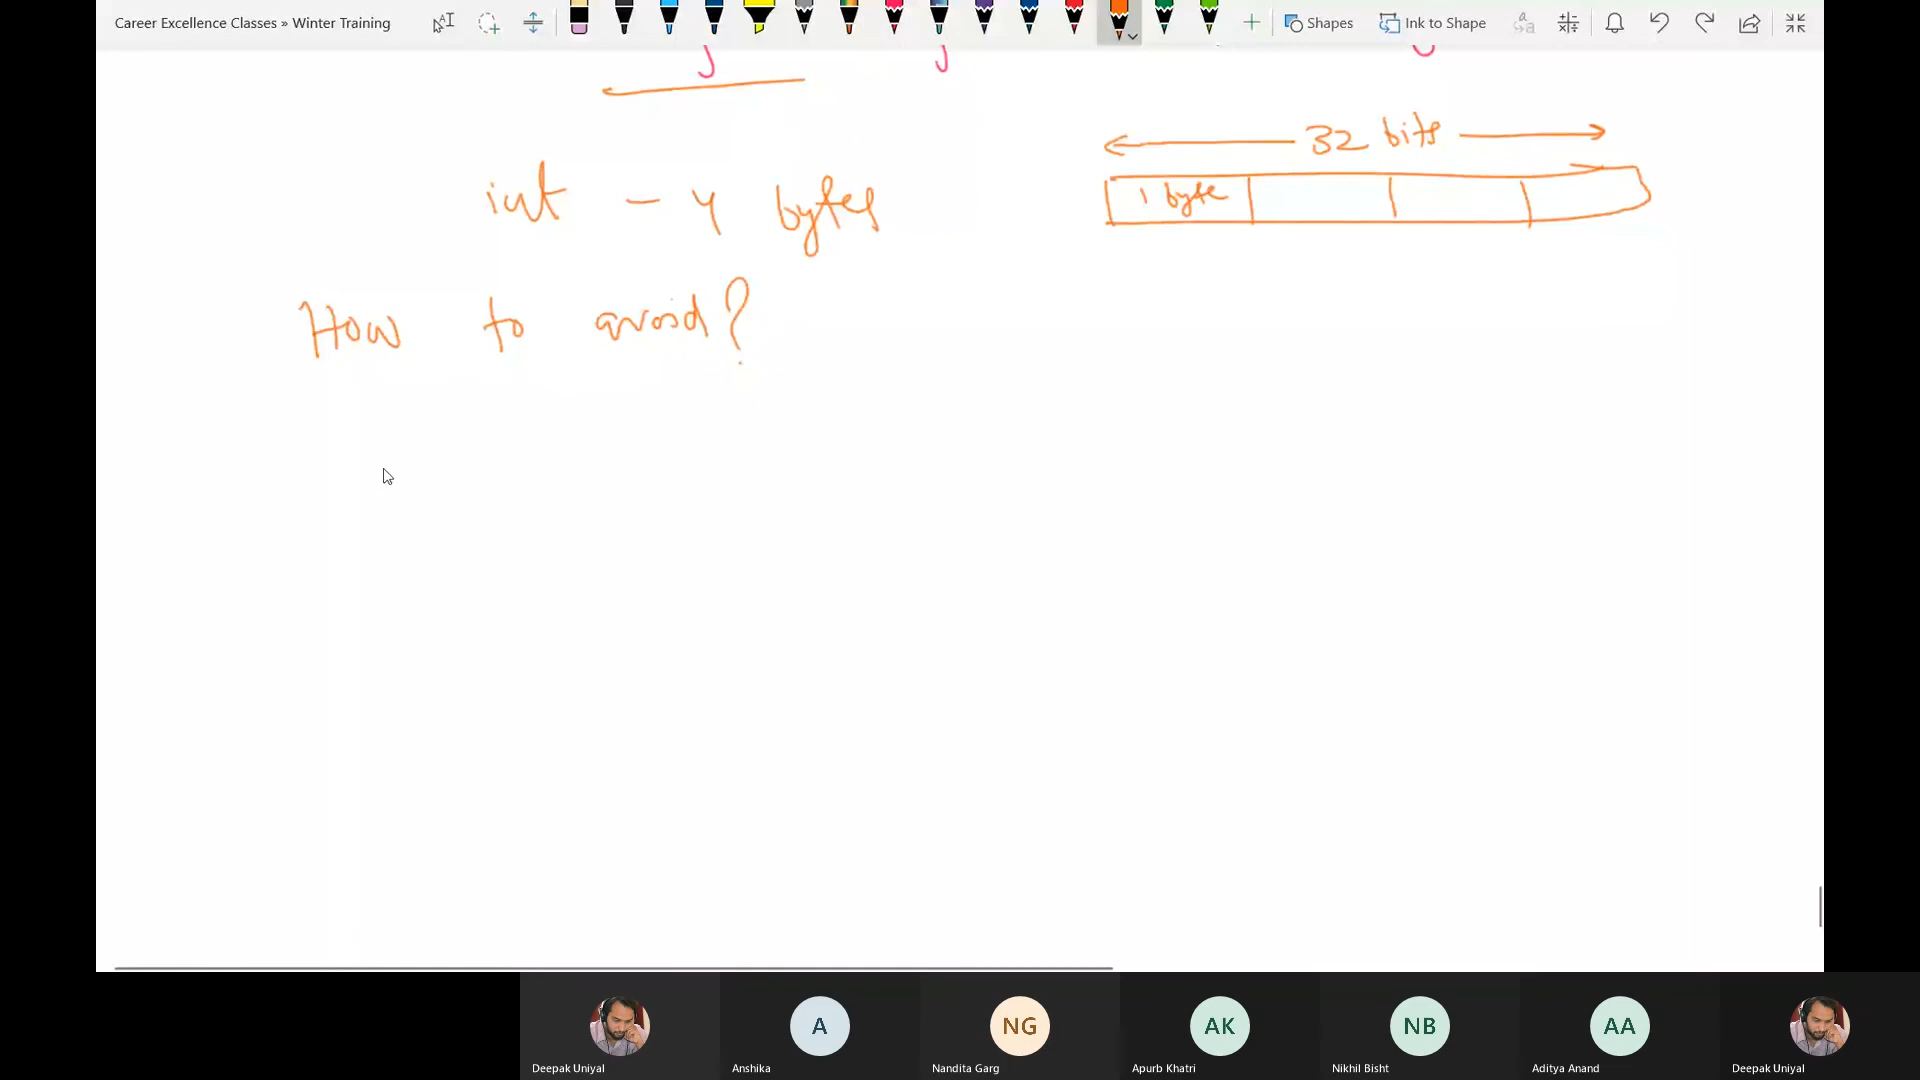 Career Excellence Classes » Winter Training
Shapes
Ink to Shape
32 bits
int - 4 bytes
1 byte
How to avoid?
A
NG
AK
NB
AA
Deepak Uniyal
Anshika
Nandita Garg
Apurb Khatri
Nikhil Bisht
Aditya Anand
Deepak Uniyal